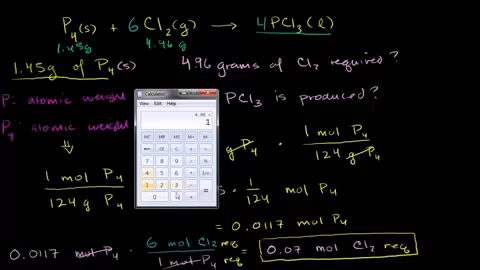 P₄(s) + 6Cl₂(g) → 4PCl₃(l)
1.45g 4.96 g
1.45g of P₄(s) 4.96 grams of Cl₂ required?
P: atomic weight PCl₃ is produced?
P₄: atomic weight
Calculator
View Edit Help
4.96
1
MC MR MS M+ M-
← CE C ± √
7 8 9 / %
4 5 6 * 1/x
1 2 3 - =
0 . +
g P₄ · 1 mol P₄ / 124 g P₄
⇓
1 mol P₄ / 124 g P₄
· 1/124 mol P₄
= 0.0117 mol P₄
0.0117 mol P₄ · 6 mol Cl₂ req / 1 mol P₄ req
= 0.07 mol Cl₂ req